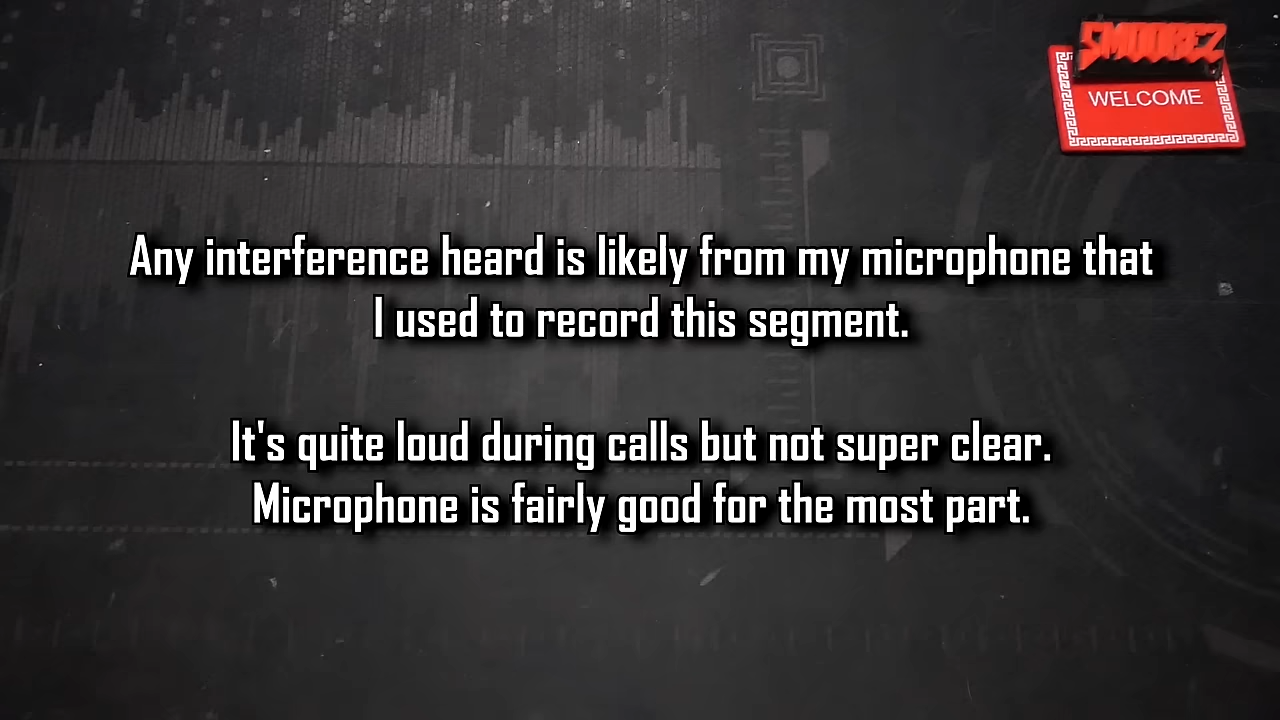 SMOOREZ
WELCOME
Any interference heard is likely from my microphone that
I used to record this segment.
It's quite loud during calls but not super clear.
Microphone is fairly good for the most part.